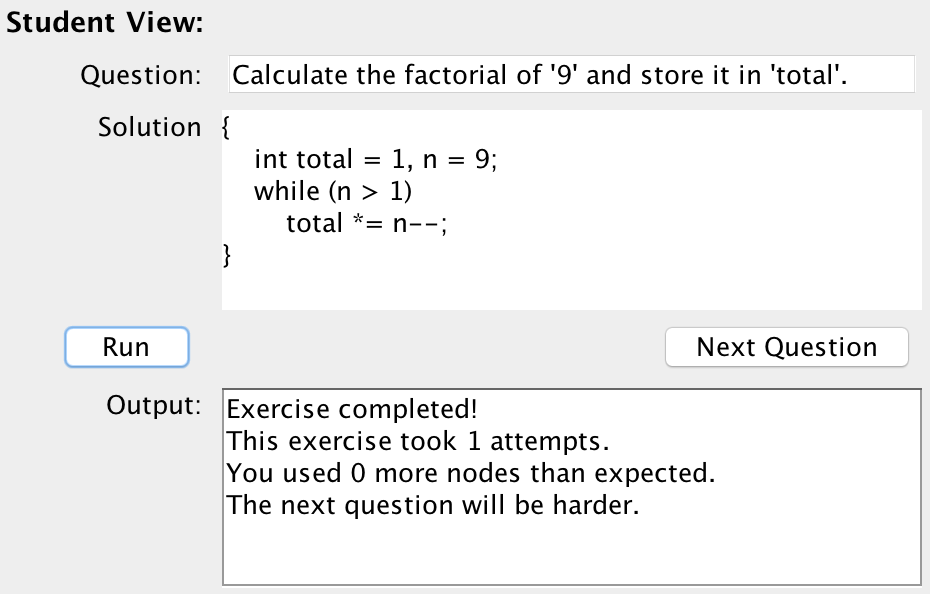 Student View:
Question: Calculate the factorial of '9' and store it in 'total'.
Solution {
int total = 1, n = 9;
while (n > 1)
total *= n--;
}
Run Next Question
Output: Exercise completed!
This exercise took 1 attempts.
You used 0 more nodes than expected.
The next question will be harder.